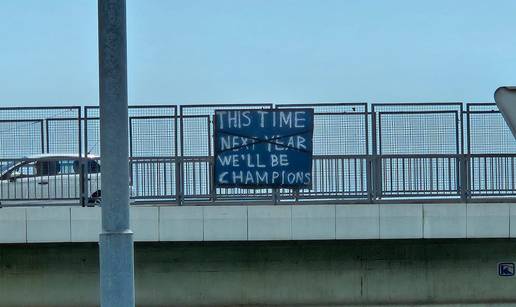 THIS TIME
NEXT YEAR
WE'LL BE
CHAMPIONS